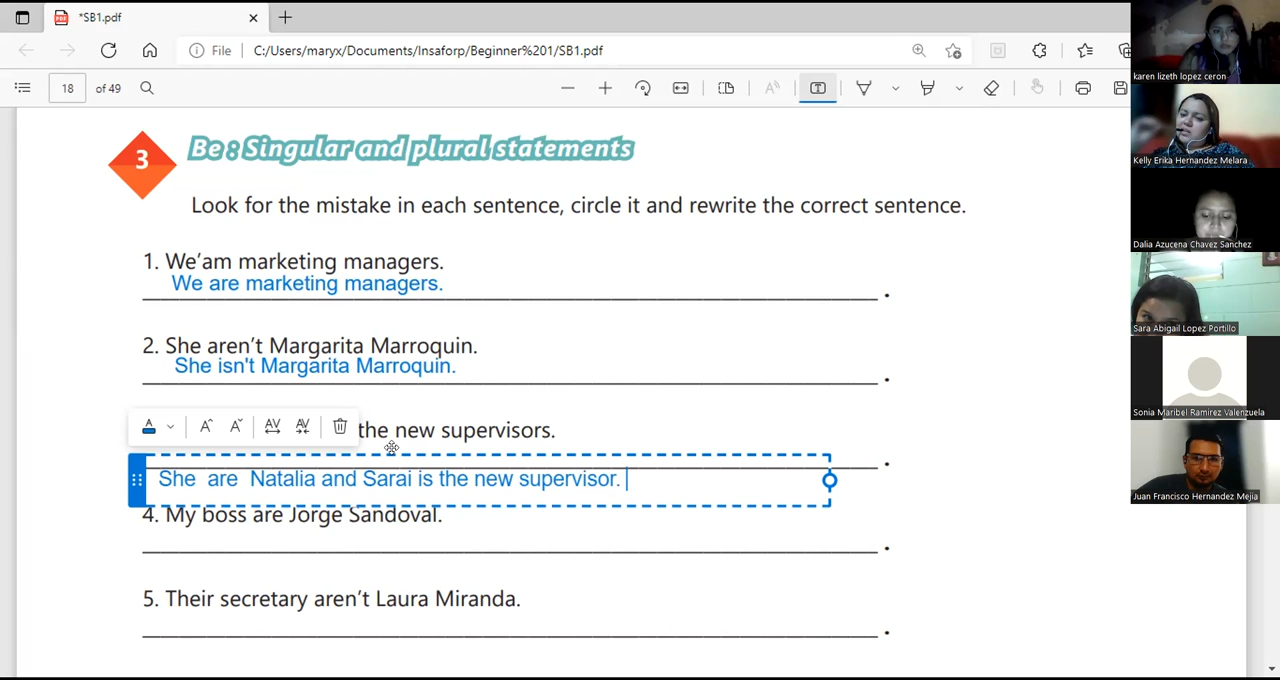 *SB1.pdf
File C:/Users/maryx/Documents/Insaforp/Beginner%201/SB1.pdf
18 of 49
3 Be: Singular and plural statements
Look for the mistake in each sentence, circle it and rewrite the correct sentence.
1. We’am marketing managers.
We are marketing managers.
2. She aren’t Margarita Marroquin.
She isn't Margarita Marroquin.
the new supervisors.
She are Natalia and Sarai is the new supervisor.
4. My boss are Jorge Sandoval.
5. Their secretary aren’t Laura Miranda.
karen lizeth lopez ceron
Kelly Erika Hernandez Melara
Dalia Azucena Chavez Sanchez
Sara Abigail Lopez Portillo
Sonia Maribel Ramirez Valenzuela
Juan Francisco Hernandez Mejia